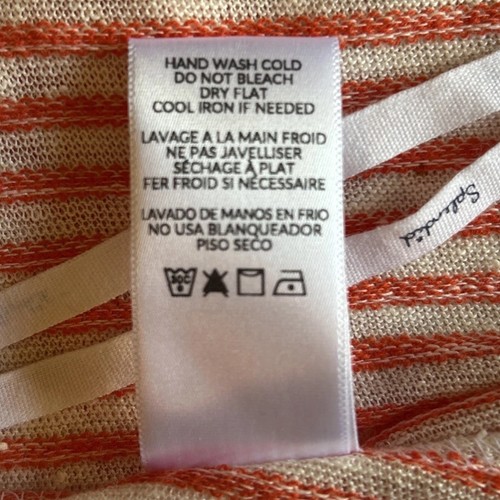 HAND WASH COLD
DO NOT BLEACH
DRY FLAT
COOL IRON IF NEEDED
LAVAGE A LA MAIN FROID
NE PAS JAVELLISER
SÉCHAGE À PLAT
FER FROID SI NÉCESSAIRE
LAVADO DE MANOS EN FRIO
NO USA BLANQUEADOR
PISO SECO
30C
Splendid